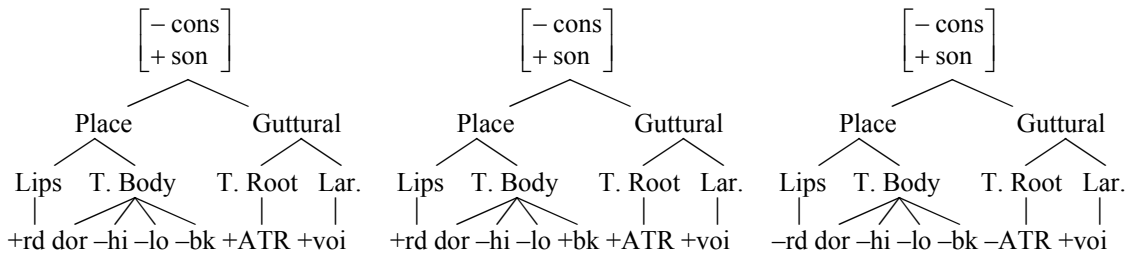 – cons – cons – cons
+ son + son + son
Place Guttural Place Guttural Place Guttural
Lips T. Body T. Root Lar. Lips T. Body T. Root Lar. Lips T. Body T. Root Lar.
+rd dor –hi –lo –bk +ATR +voi +rd dor –hi –lo +bk +ATR +voi –rd dor –hi –lo –bk –ATR +voi